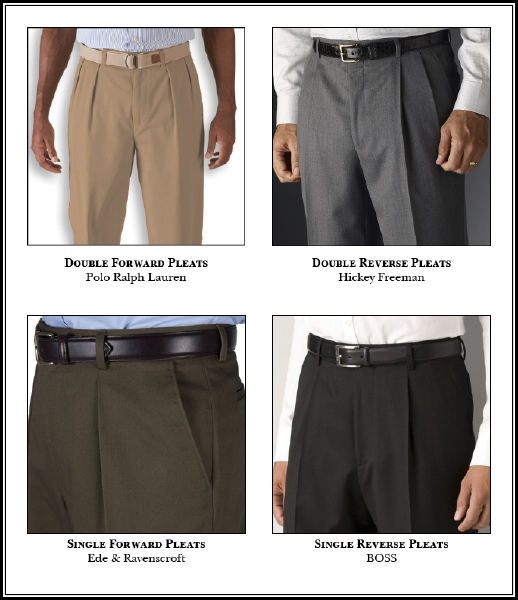 Double Forward Pleats
Polo Ralph Lauren
Double Reverse Pleats
Hickey Freeman
Single Forward Pleats
Ede & Ravenscroft
Single Reverse Pleats
BOSS